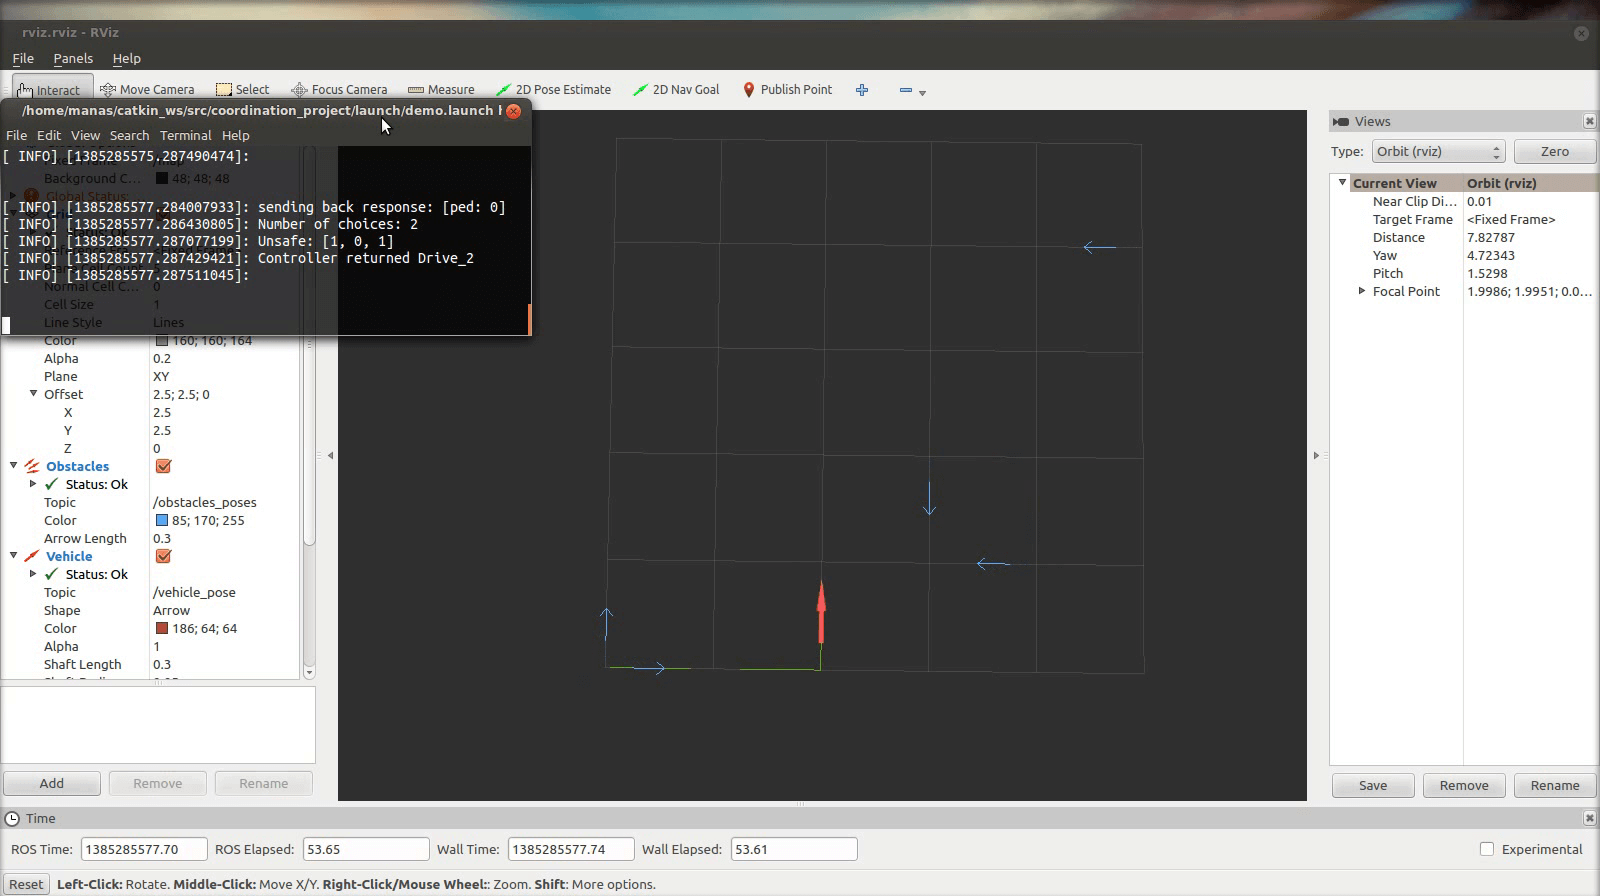 rviz.rviz - RViz
File Panels Help
Interact Move Camera Select Focus Camera Measure 2D Pose Estimate 2D Nav Goal Publish Point
/home/manas/catkin_ws/src/coordination_project/launch/demo.launch h
File Edit View Search Terminal Help
[ INFO] [1385285575.287490474]:
Background C... 48; 48; 48
Global Status:
[ INFO] [1385285577.284007933]: sending back response: [ped: 0]
[ INFO] [1385285577.286430805]: Number of choices: 2
[ INFO] [1385285577.287077199]: Unsafe: [1, 0, 1]
[ INFO] [1385285577.287429421]: Controller returned Drive_2
[ INFO] [1385285577.287511045]:
Normal Cell C... 0
Cell Size 1
Line Style Lines
Color 160; 160; 164
Alpha 0.2
Plane XY
Offset 2.5; 2.5; 0
X 2.5
Y 2.5
Z 0
Obstacles
Status: Ok
Topic /obstacles_poses
Color 85; 170; 255
Arrow Length 0.3
Vehicle
Status: Ok
Topic /vehicle_pose
Shape Arrow
Color 186; 64; 64
Alpha 1
Shaft Length 0.3
Add Remove Rename
Views
Type: Orbit (rviz) Zero
Current View Orbit (rviz)
Near Clip Di... 0.01
Target Frame <Fixed Frame>
Distance 7.82787
Yaw 4.72343
Pitch 1.5298
Focal Point 1.9986; 1.9951; 0.0...
Save Remove Rename
Time
ROS Time: 1385285577.70 ROS Elapsed: 53.65 Wall Time: 1385285577.74 Wall Elapsed: 53.61 Experimental
Reset Left-Click: Rotate. Middle-Click: Move X/Y. Right-Click/Mouse Wheel:: Zoom. Shift: More options.